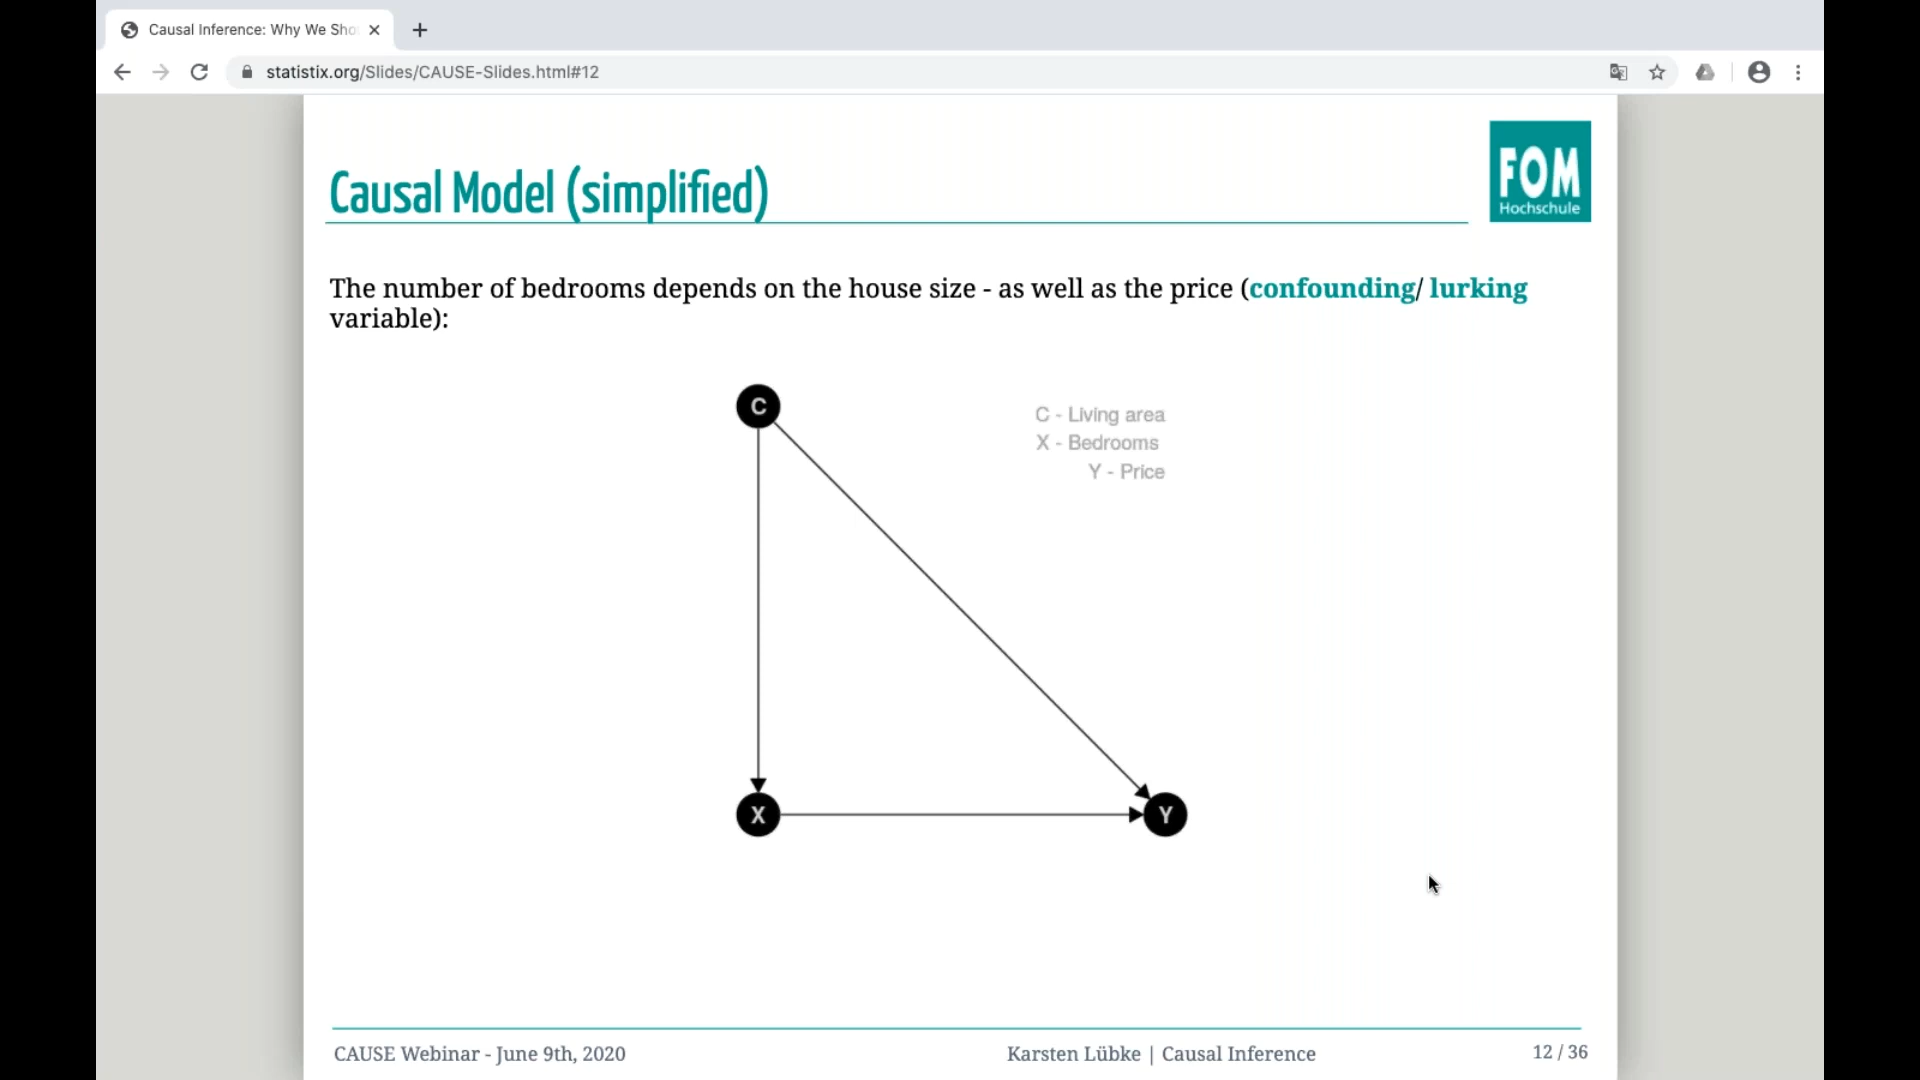 Causal Inference: Why We Sho
statistix.org/Slides/CAUSE-Slides.html#12
FOM
Hochschule
Causal Model (simplified)
The number of bedrooms depends on the house size - as well as the price (confounding/ lurking
variable):
C
C - Living area
X - Bedrooms
Y - Price
X
Y
CAUSE Webinar - June 9th, 2020
Karsten Lübke | Causal Inference
12 / 36